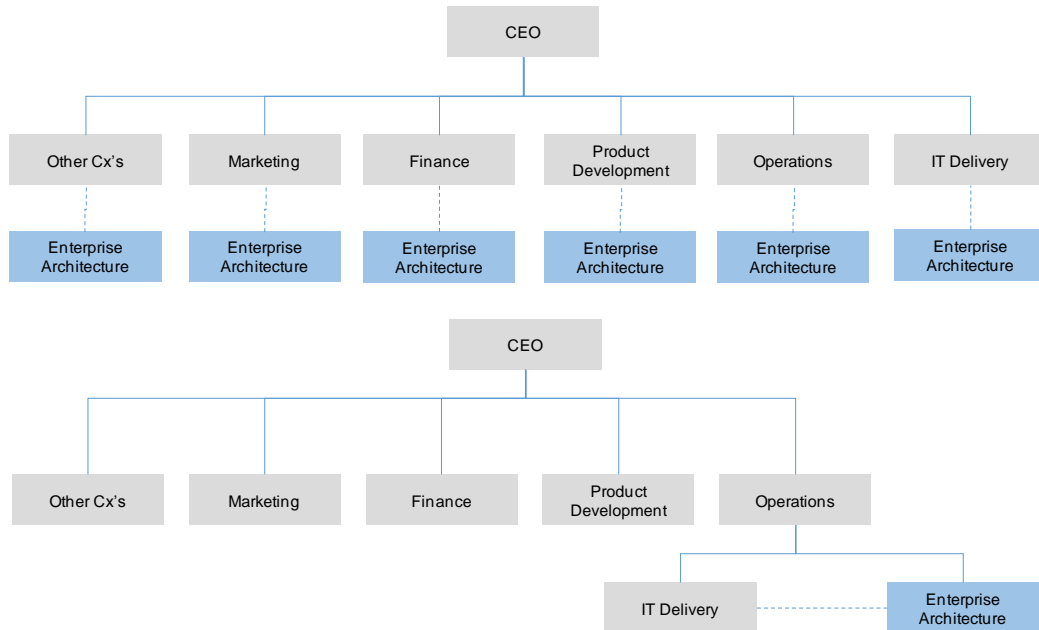 CEO
Other Cx's
Marketing
Finance
Product
Development
Operations
IT Delivery
Enterprise
Architecture
Enterprise
Architecture
Enterprise
Architecture
Enterprise
Architecture
Enterprise
Architecture
Enterprise
Architecture
CEO
Other Cx's
Marketing
Finance
Product
Development
Operations
IT Delivery
Enterprise
Architecture